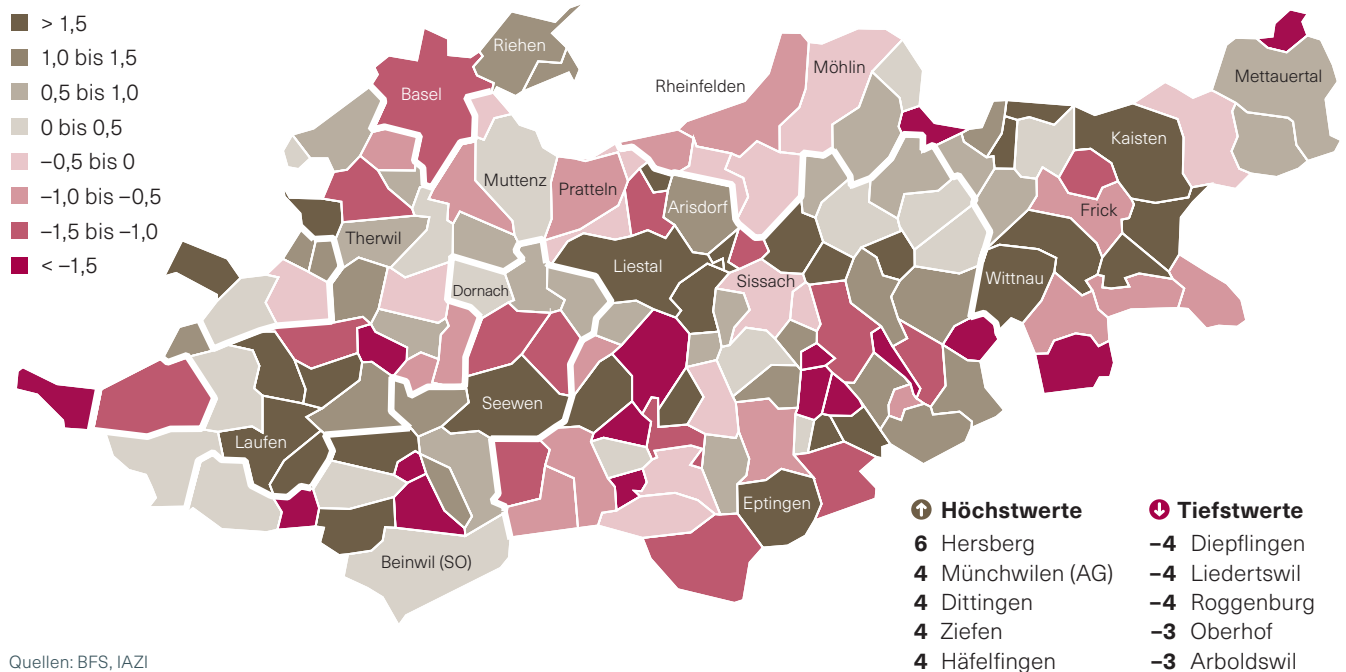 > 1,5
1,0 bis 1,5
0,5 bis 1,0
0 bis 0,5
–0,5 bis 0
–1,0 bis –0,5
–1,5 bis –1,0
< –1,5
Riehen
Basel
Rheinfelden
Möhlin
Mettauertal
Kaisten
Muttenz
Pratteln
Arisdorf
Frick
Therwil
Liestal
Sissach
Wittnau
Dornach
Seewen
Laufen
Eptingen
Beinwil (SO)
Höchstwerte
6 Hersberg
4 Münchwilen (AG)
4 Dittingen
4 Ziefen
4 Häfelfingen
Tiefstwerte
–4 Diepflingen
–4 Liedertswil
–4 Roggenburg
–3 Oberhof
–3 Arboldswil
Quellen: BFS, IAZI